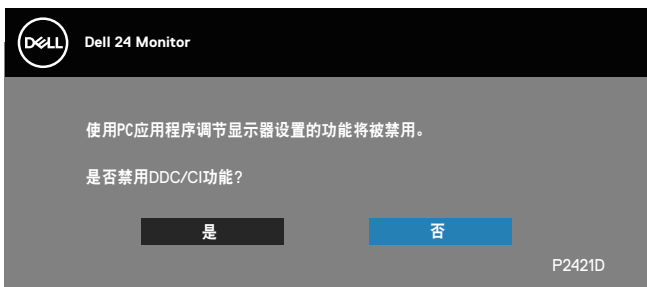 DELL
Dell 24 Monitor
使用PC应用程序调节显示器设置的功能将被禁用。
是否禁用DDC/CI功能?
是
否
P2421D